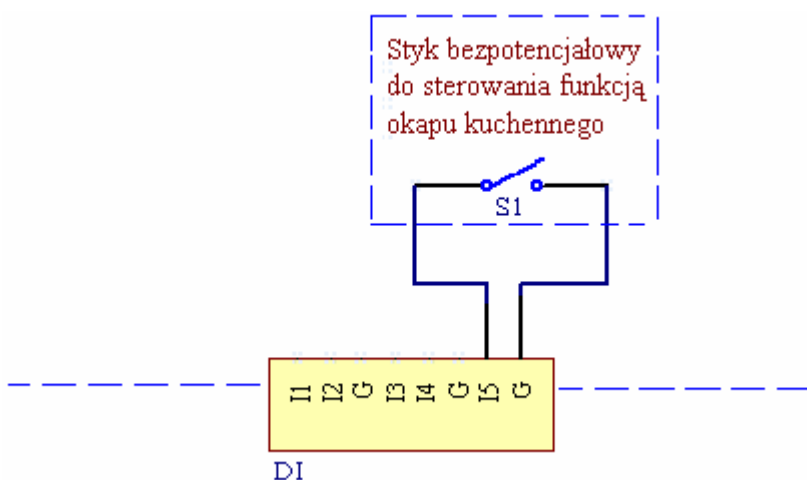 Styk bezpotencjałowy
do sterowania funkcją
okapu kuchennego
S1
I1 I2 G I3 I4 G I5 G
DI